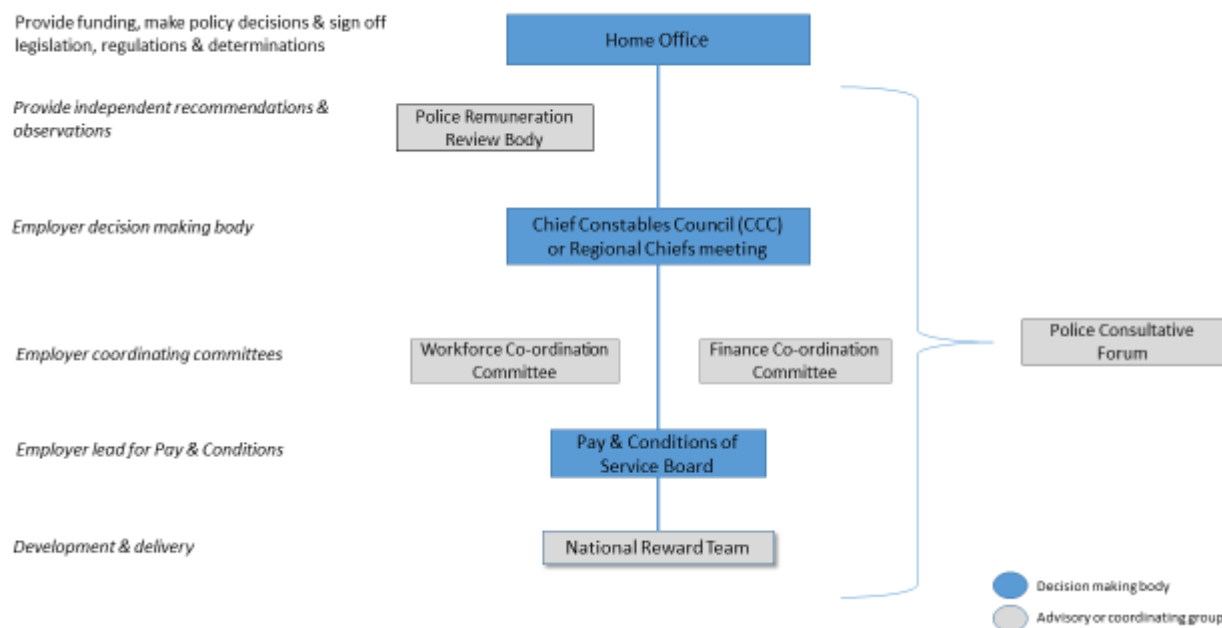 Provide funding, make policy decisions & sign off
legislation, regulations & determinations
Home Office
Provide independent recommendations &
observations
Police Remuneration
Review Body
Employer decision making body
Chief Constables Council (CCC)
or Regional Chiefs meeting
Employer coordinating committees
Workforce Co-ordination
Committee
Finance Co-ordination
Committee
Police Consultative
Forum
Employer lead for Pay & Conditions
Pay & Conditions of
Service Board
Development & delivery
National Reward Team
Decision making body
Advisory or coordinating group